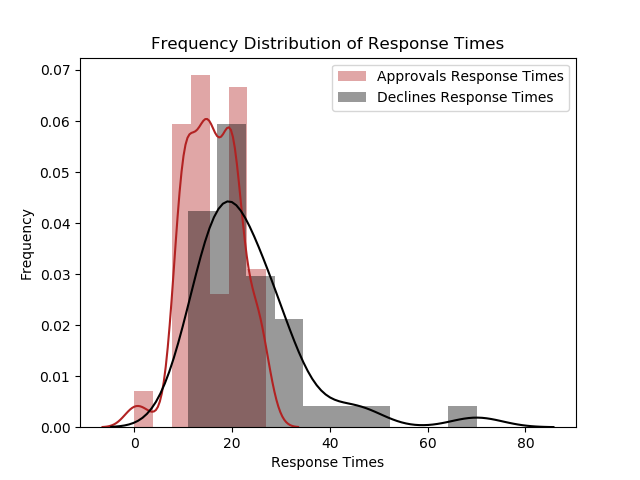 Frequency Distribution of Response Times
Approvals Response Times
Declines Response Times
0.07
0.06
0.05
0.04
0.03
0.02
0.01
0.00
Frequency
0 20 40 60 80
Response Times